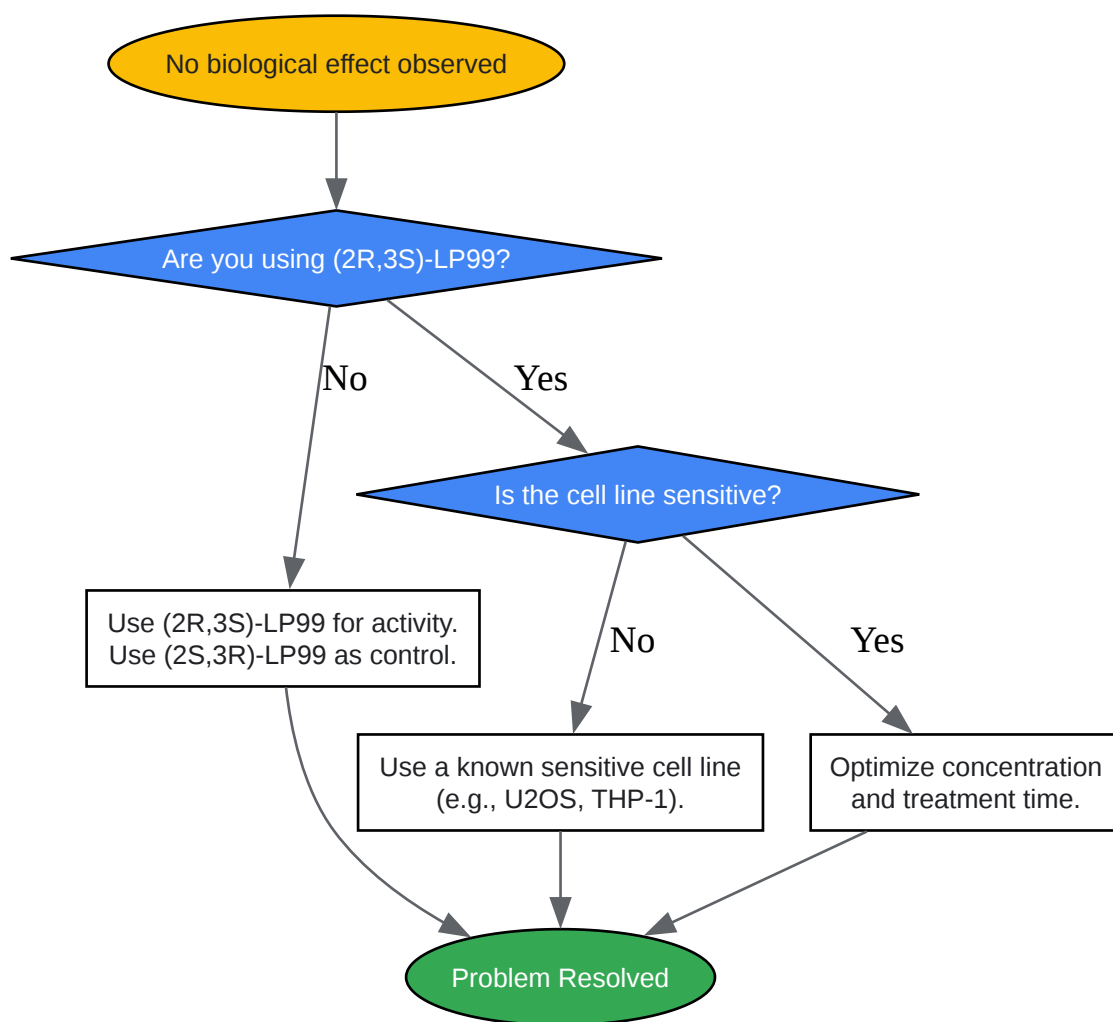 No biological effect observed
Are you using (2R,3S)-LP99?
No
Yes
Is the cell line sensitive?
Use (2R,3S)-LP99 for activity.
Use (2S,3R)-LP99 as control.
No
Yes
Use a known sensitive cell line
(e.g., U2OS, THP-1).
Optimize concentration
and treatment time.
Problem Resolved